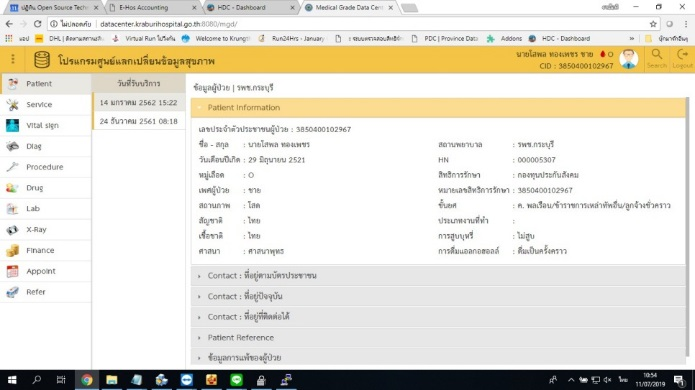 ปฏิทิน Open Source Techn
E-Hos Accounting
HDC - Dashboard
Medical Grade Data Cent
ไม่ปลอดภัย | datacenter.kraburihospital.go.th:8080/mgd/
แอป
DHL | ติดตามสถานะ
Virtual Run ไปวิ่งกัน
Welcome to Krungth
Run24Hrs - January
ระบบตรวจสอบสิทธิ
PDC | Province Data
Addons
HDC - Dashboard
บุ๊กมาร์กอื่นๆ
โปรแกรมศูนย์แลกเปลี่ยนข้อมูลสุขภาพ
นายโสพล ทองเพชร ชาย O
CID : 3850400102967
Search
Logout
Patient
Service
Vital sign
Diag
Procedure
Drug
Lab
X-Ray
Finance
Appoint
Refer
วันที่รับบริการ
14 มกราคม 2562 15:22
24 ธันวาคม 2561 08:18
ข้อมูลผู้ป่วย | รพช.กระบุรี
Patient Information
เลขประจำตัวประชาชนผู้ป่วย : 3850400102967
ชื่อ - สกุล : นายโสพล ทองเพชร
สถานพยาบาล : รพช.กระบุรี
วันเดือนปีเกิด : 29 มิถุนายน 2521
HN : 000005307
หมู่เลือด : O
สิทธิการรักษา : กองทุนประกันสังคม
เพศผู้ป่วย : ชาย
หมายเลขสิทธิการรักษา : 3850400102967
สถานภาพ : โสด
ชั้นยศ : ค. พลเรือน/ข้าราชการเหล่าทัพอื่น/ลูกจ้างชั่วคราว
สัญชาติ : ไทย
ประเภทงานที่ทำ :
เชื้อชาติ : ไทย
การสูบบุหรี่ : ไม่สูบ
ศาสนา : ศาสนาพุทธ
การดื่มแอลกอฮอลล์ : ดื่มเป็นครั้งคราว
Contact : ที่อยู่ตามบัตรประชาชน
Contact : ที่อยู่ปัจจุบัน
Contact : ที่อยู่ที่ติดต่อได้
Patient Reference
ข้อมูลการแพ้ของผู้ป่วย
ไทย
10:54
11/07/2019